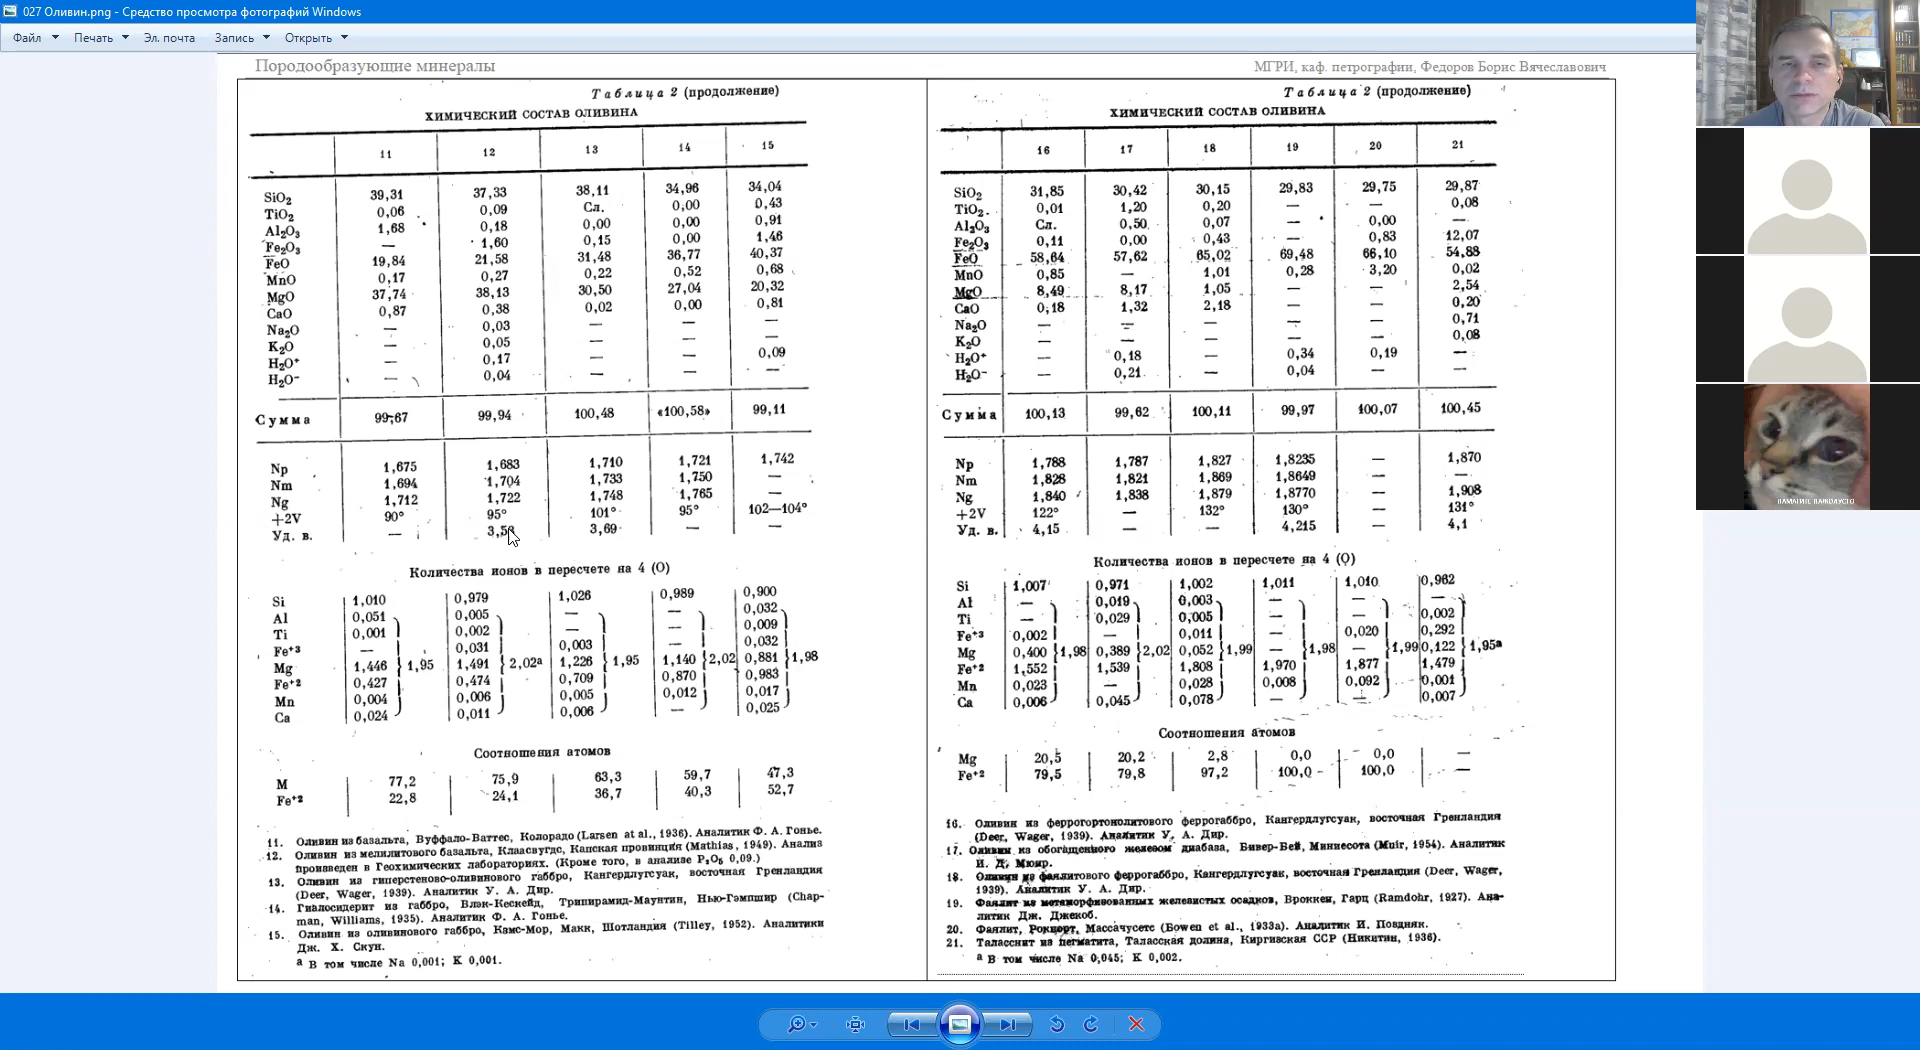 027 Оливин.png - Средство просмотра фотографий Windows
Файл Печать Эл. почта Запись Открыть
Породообразующие минералы
МГРИ, каф. петрографии, Федоров Борис Вячеславович
Таблица 2 (продолжение)
ХИМИЧЕСКИЙ СОСТАВ ОЛИВИНА
11 12 13 14 15
SiO₂ 39,31 37,33 38,11 34,96 34,04
TiO₂ 0,06 0,09 Сл. 0,00 0,43
Al₂O₃ 1,68 0,18 0,00 0,00 0,91
Fe₂O₃ — 1,60 0,15 0,00 1,46
FeO 19,84 21,58 31,48 36,77 40,37
MnO 0,17 0,27 0,22 0,52 0,68
MgO 37,74 38,13 30,50 27,04 20,32
CaO 0,87 0,38 0,02 0,00 0,81
Na₂O — 0,03 — — —
K₂O — 0,05 — — —
H₂O⁺ — 0,17 — — 0,09
H₂O⁻ — 0,04 — — —
Сумма 99,67 99,94 100,48 «100,58» 99,11
Np 1,675 1,683 1,710 1,721 1,742
Nm 1,694 1,704 1,733 1,750 —
Ng 1,712 1,722 1,748 1,765 —
+2V 90° 95° 101° 95° 102—104°
Уд. в. — 3,69 — —
Количества ионов в пересчете на 4 (O)
Si 1,010 0,979 1,026 0,989 0,900
Al 0,051 0,005 — — 0,032
Ti 0,001 0,002 — — 0,009
Fe⁺³ — 0,031 0,003 — 0,032
Mg 1,446 1,95 1,491 2,02ᵃ 1,226 1,95 1,140 2,02 0,881 1,98
Fe⁺² 0,427 0,474 0,709 0,870 0,983
Mn 0,004 0,006 0,005 0,012 0,017
Ca 0,024 0,011 0,006 — 0,025
Соотношения атомов
M 77,2 75,9 63,3 59,7 47,3
Fe⁺² 22,8 24,1 36,7 40,3 52,7
11. Оливин из базальта, Вуффало-Ваттес, Колорадо (Larsen at al., 1936). Аналитик Ф. А. Гонье.
12. Оливин из мелилитового базальта, Клаасвугдс, Капская провинция (Mathias, 1949). Анализ
произведен в Геохимических лабораториях. (Кроме того, в анализе P₂O₅ 0,09.)
13. Оливин из гиперстеново-оливинового габбро, Кангердлугсуак, восточная Гренландия
(Deer, Wager, 1939). Аналитик У. А. Дир.
14. Гиалосидерит из габбро, Влэк-Кескейд, Трипирамид-Маунтин, Нью-Гэмпшир (Chap-
man, Williams, 1935). Аналитик Ф. А. Гонье.
15. Оливин из оливинового габбро, Кэмс-Мор, Макк, Шотландия (Tilley, 1952). Аналитики
Дж. Х. Скун.
ᵃ В том числе Na 0,001; K 0,001.
Таблица 2 (продолжение)
ХИМИЧЕСКИЙ СОСТАВ ОЛИВИНА
16 17 18 19 20 21
SiO₂ 31,85 30,42 30,15 29,83 29,75 29,87
TiO₂ 0,01 1,20 0,20 — — 0,08
Al₂O₃ Сл. 0,50 0,07 — 0,00 —
Fe₂O₃ 0,11 0,00 0,43 — 0,83 12,07
FeO 58,64 57,62 65,02 69,48 66,10 54,88
MnO 0,85 — 1,01 0,28 3,20 0,02
MgO 8,49 8,17 1,05 — — 2,54
CaO 0,18 1,32 2,18 — — 0,20
Na₂O — — — — — 0,71
K₂O — — — — — 0,08
H₂O⁺ — 0,18 — 0,34 0,19 —
H₂O⁻ — 0,21 — 0,04 — —
Сумма 100,13 99,62 100,11 99,97 100,07 100,45
Np 1,788 1,787 1,827 1,8235 — 1,870
Nm 1,828 1,821 1,869 1,8649 — —
Ng 1,840 1,838 1,879 1,8770 — 1,908
+2V 122° — 132° 130° — 131°
Уд. в. 4,15 — — 4,215 — 4,1
Количества ионов в пересчете на 4 (O)
Si 1,007 0,971 1,002 1,011 1,010 0,962
Al — 0,019 0,003 — — —
Ti — 0,029 0,005 — — 0,002
Fe⁺³ 0,002 — 0,011 — 0,020 0,292
Mg 0,400 1,98 0,389 2,02 0,052 1,99 — 1,98 — 1,99 0,122 1,95ᵃ
Fe⁺² 1,552 1,539 1,808 1,970 1,877 1,479
Mn 0,023 — 0,028 0,008 0,092 0,001
Ca 0,006 0,045 0,078 — — 0,007
Соотношения атомов
Mg 20,5 20,2 2,8 0,0 0,0 —
Fe⁺² 79,5 79,8 97,2 100,0 100,0 —
16. Оливин из феррогортонолитового феррогаббро, Кангердлугсуак, восточная Гренландия
(Deer, Wager, 1939). Аналитик У. А. Дир.
17. Оливин из обогащенного железом диабаза, Бивер-Бей, Миннесота (Muir, 1954). Аналитик
И. Д. Мюир.
18. Оливин из фаялитового феррогаббро, Кангердлугсуак, восточная Гренландия (Deer, Wager,
1939). Аналитик У. А. Дир.
19. Фаялит из метаморфизованных железистых осадков, Броккен, Гарц (Ramdohr, 1927). Ана-
литик Дж. Джекоб.
20. Фаялит, Рокпорт, Массачусетс (Bowen et al., 1933a). Аналитик И. Поздняк.
21. Таласскит из пегматита, Таласская долина, Киргизская ССР (Никитин, 1936).
ᵃ В том числе Na 0,045; K 0,002.